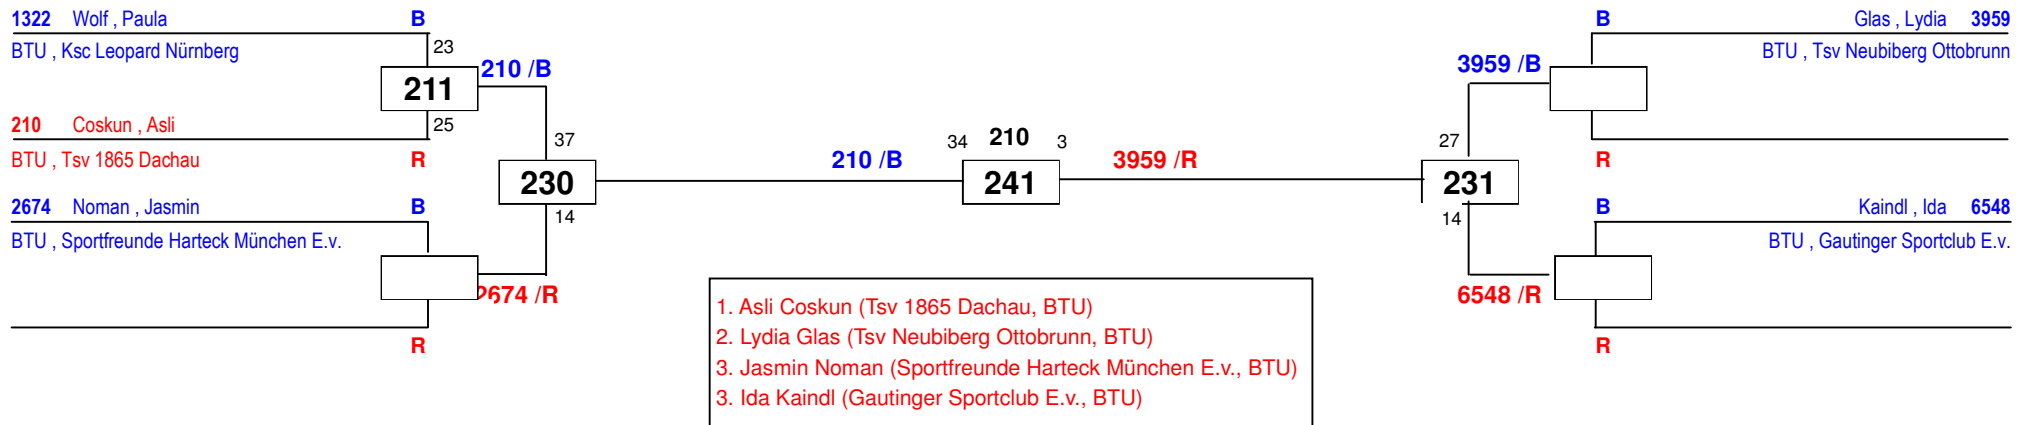 1322 Wolf , Paula B
BTU , Ksc Leopard Nürnberg
23
211
210 /B
25
210 Coskun , Asli
BTU , Tsv 1865 Dachau R
2674 Noman , Jasmin B
BTU , Sportfreunde Harteck München E.v.
2674 /R
R
37
230
14
210 /B
34 210 3
241
3959 /R
27
231
14
B Glas , Lydia 3959
BTU , Tsv Neubiberg Ottobrunn
3959 /B
R
B Kaindl , Ida 6548
BTU , Gautinger Sportclub E.v.
6548 /R
R
1. Asli Coskun (Tsv 1865 Dachau, BTU)
2. Lydia Glas (Tsv Neubiberg Ottobrunn, BTU)
3. Jasmin Noman (Sportfreunde Harteck München E.v., BTU)
3. Ida Kaindl (Gautinger Sportclub E.v., BTU)